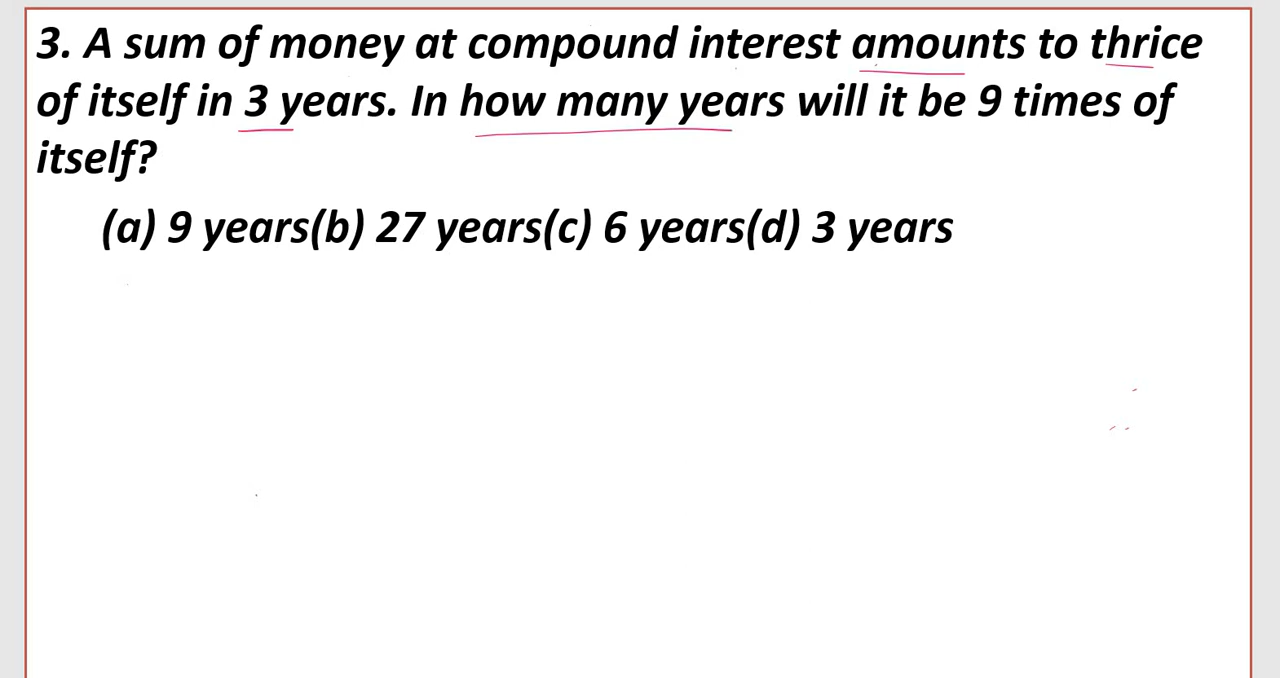 3. A sum of money at compound interest amounts to thrice
of itself in 3 years. In how many years will it be 9 times of
itself?
(a) 9 years(b) 27 years(c) 6 years(d) 3 years